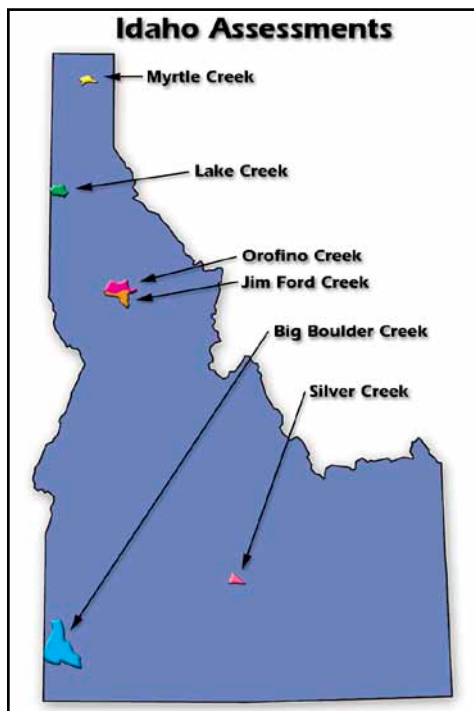 Idaho Assessments
Myrtle Creek
Lake Creek
Orofino Creek
Jim Ford Creek
Big Boulder Creek
Silver Creek